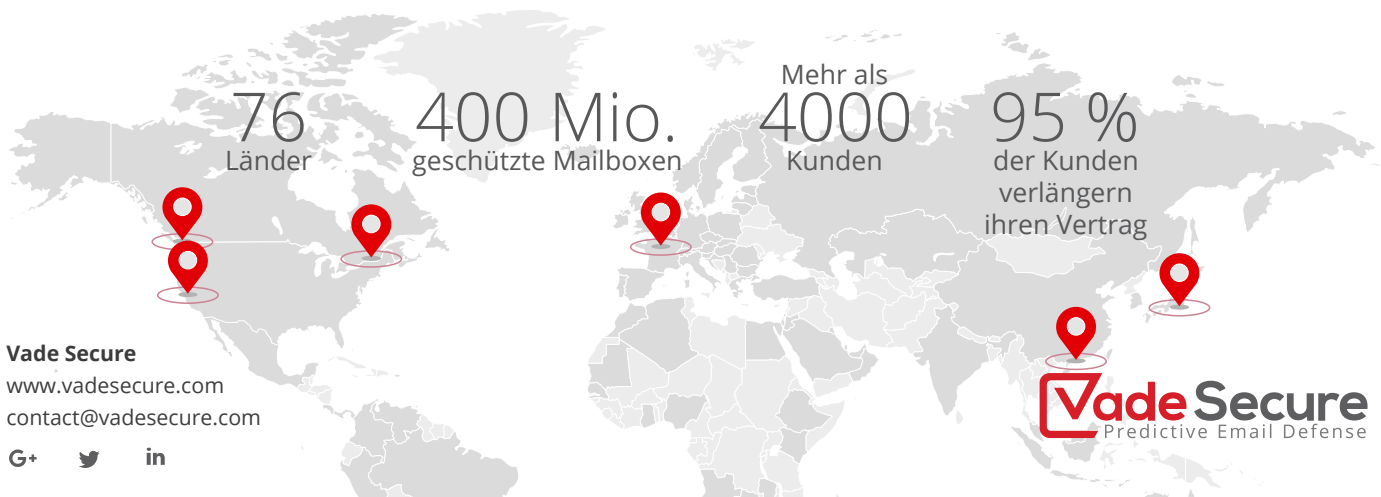 76
Länder
400 Mio.
geschützte Mailboxen
Mehr als
4000
Kunden
95 %
der Kunden
verlängern
ihren Vertrag
Vade Secure
www.vadesecure.com
contact@vadesecure.com
G+
in
Vade Secure
Predictive Email Defense